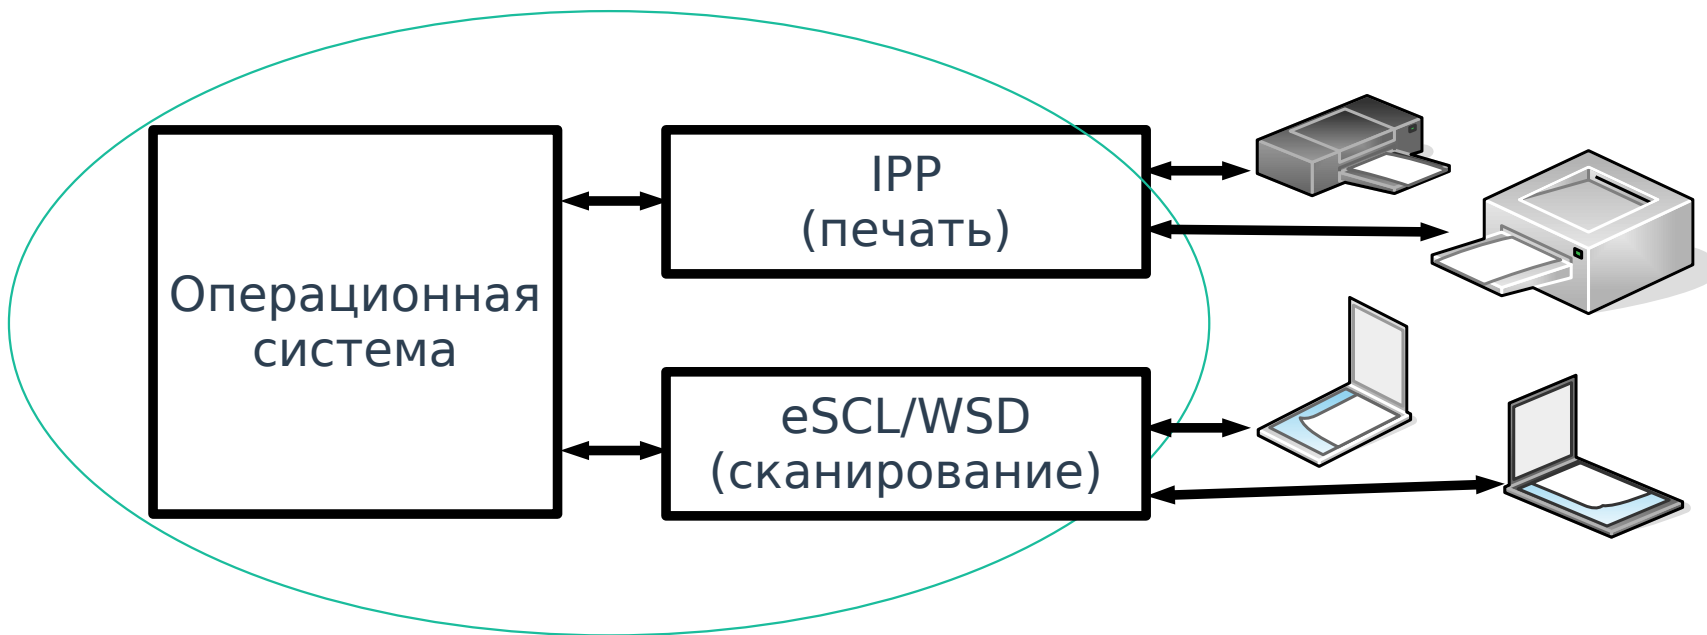 Операционная
система
IPP
(печать)
eSCL/WSD
(сканирование)